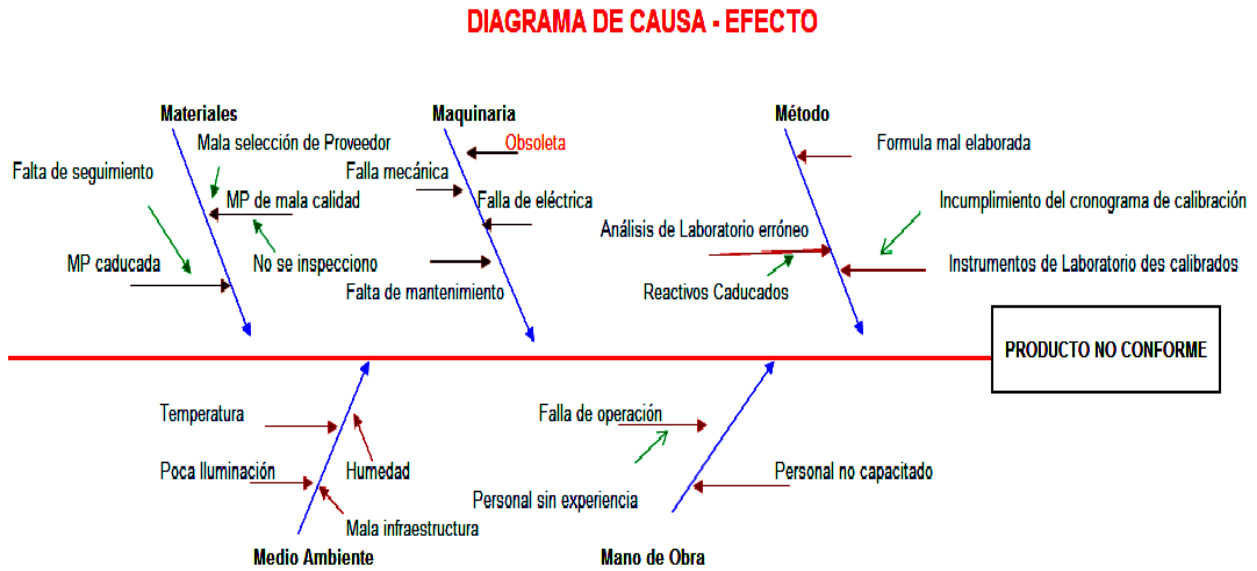 DIAGRAMA DE CAUSA - EFECTO
Materiales
Maquinaria
Método
Mala selección de Proveedor
Obsoleta
Formula mal elaborada
Falta de seguimiento
Falla mecánica
MP de mala calidad
Falla de eléctrica
Incumplimiento del cronograma de calibración
Análisis de Laboratorio erróneo
MP caducada
No se inspecciono
Instrumentos de Laboratorio des calibrados
Falta de mantenimiento
Reactivos Caducados
PRODUCTO NO CONFORME
Temperatura
Falla de operación
Poca Iluminación
Humedad
Personal no capacitado
Personal sin experiencia
Mala infraestructura
Medio Ambiente
Mano de Obra